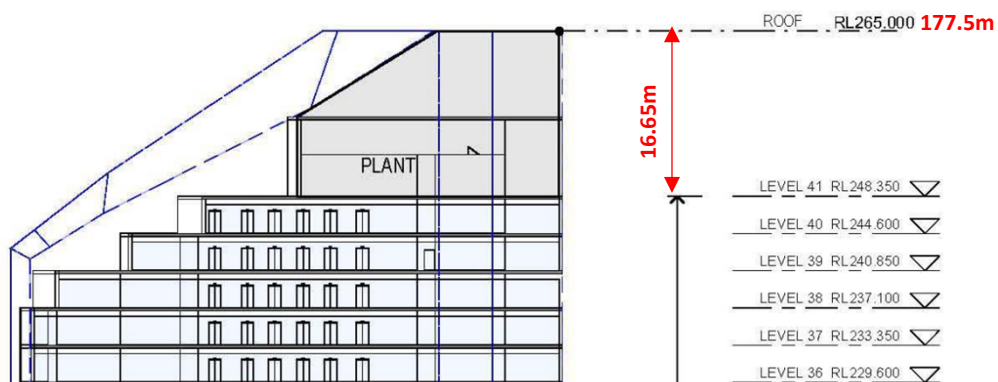 ROOF RL265.000 177.5m
16.65m
PLANT
LEVEL 41 RL248.350
LEVEL 40 RL244.600
LEVEL 39 RL240.850
LEVEL 38 RL237.100
LEVEL 37 RL233.350
LEVEL 36 RL229.600